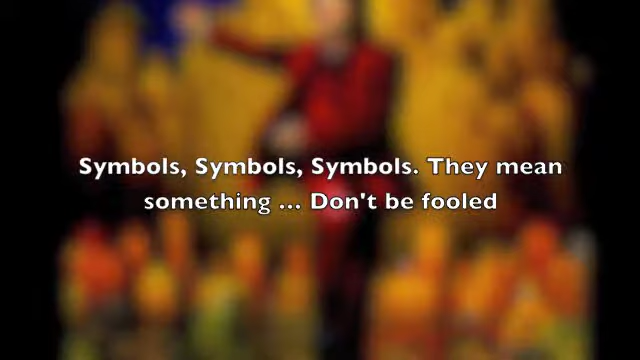 Symbols, Symbols, Symbols. They mean
something ... Don't be fooled